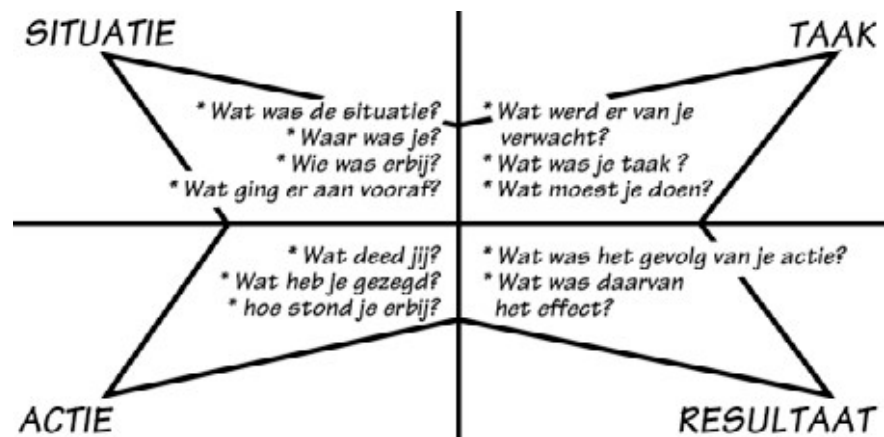 SITUATIE
* Wat was de situatie?
* Waar was je?
* Wie was erbij?
* Wat ging er aan vooraf?
TAAK
* Wat werd er van je
verwacht?
* Wat was je taak ?
* Wat moest je doen?
* Wat deed jij?
* Wat heb je gezegd?
* hoe stond je erbij?
ACTIE
* Wat was het gevolg van je actie?
* Wat was daarvan
het effect?
RESULTAAT